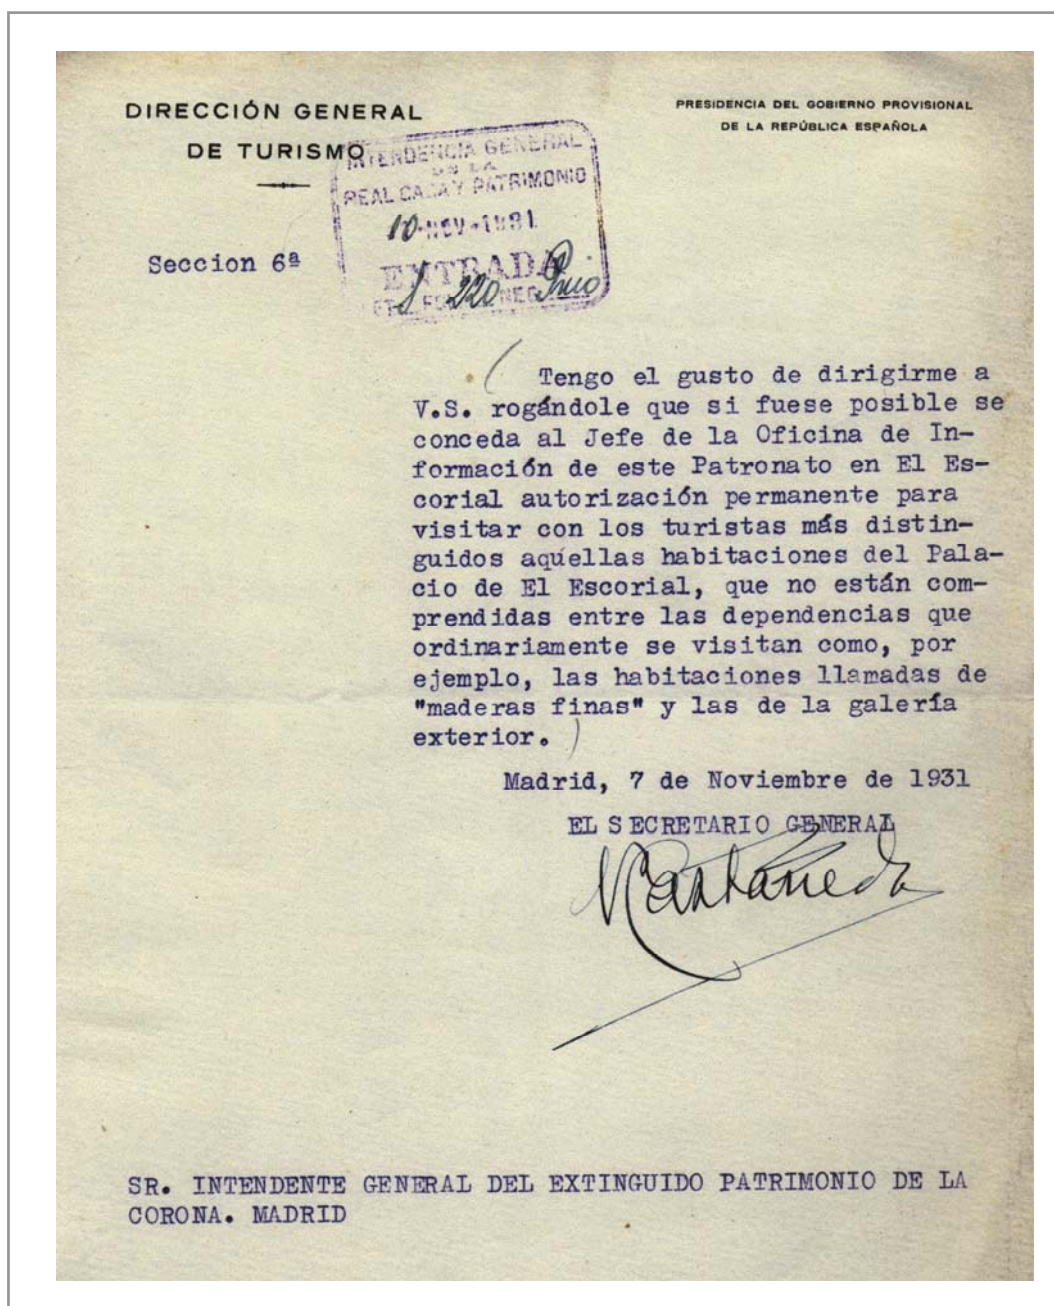 DIRECCIÓN GENERAL
DE TURISMO
PRESIDENCIA DEL GOBIERNO PROVISIONAL
DE LA REPÚBLICA ESPAÑOLA
INTENDENCIA GENERAL
DE LA
REAL CASA Y PATRIMONIO
10 NOV 1931
ENTRADA
220
NEG
Seccion 6ª
( Tengo el gusto de dirigirme a
V.S. rogándole que si fuese posible se
conceda al Jefe de la Oficina de In-
formación de este Patronato en El Es-
corial autorización permanente para
visitar con los turistas más distin-
guidos aquellas habitaciones del Pala-
cio de El Escorial, que no están com-
prendidas entre las dependencias que
ordinariamente se visitan como, por
ejemplo, las habitaciones llamadas de
"maderas finas" y las de la galería
exterior. )
Madrid, 7 de Noviembre de 1931
EL SECRETARIO GENERAL
Castañeda
SR. INTENDENTE GENERAL DEL EXTINGUIDO PATRIMONIO DE LA
CORONA. MADRID